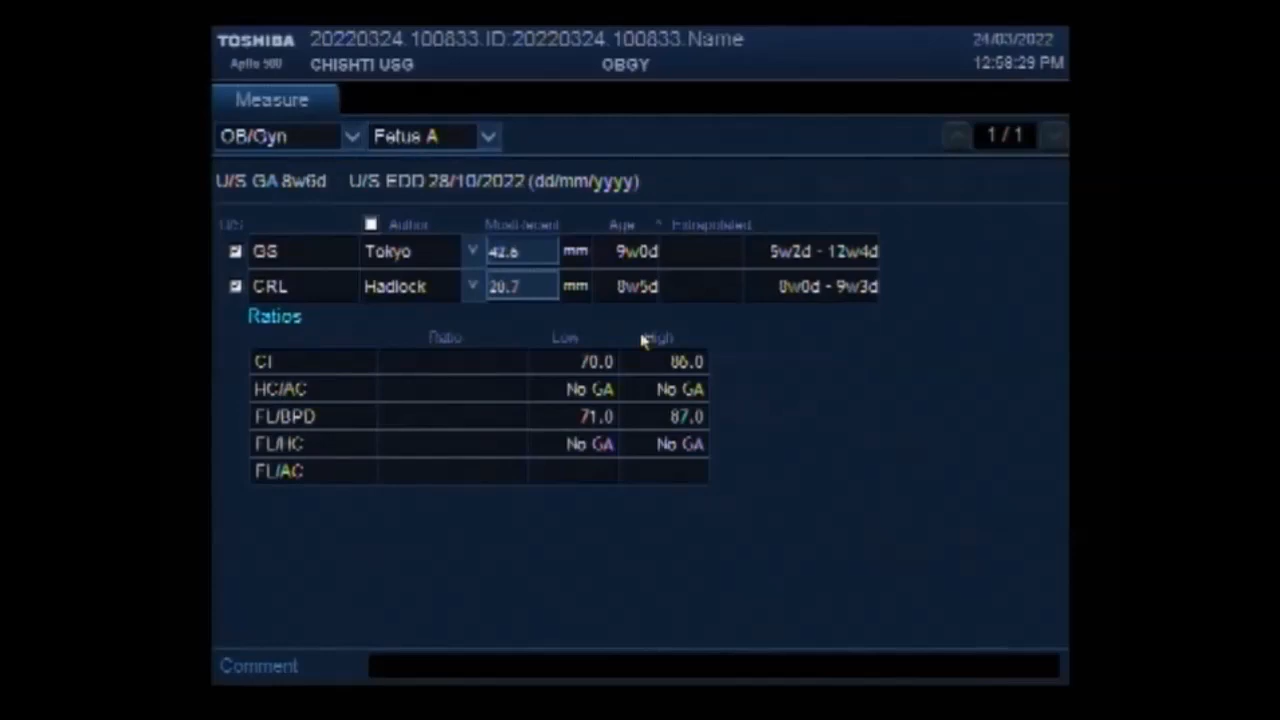 TOSHIBA 20220324.100833.ID:20220324.100833.Name 24/03/2022
Aplio 500 CHISHTI USG OBGY 12:58:29 PM
Measure
OB/Gyn Fetus A 1 / 1
U/S GA 8w6d U/S EDD 28/10/2022 (dd/mm/yyyy)
Author Most recent Age ^ Extrapolated
GS Tokyo 42.6 mm 9w0d 5w2d - 12w4d
CRL Hadlock mm 8w5d 8w0d - 9w3d
Ratios
Ratio Low High
CI 70.0 86.0
HC/AC No GA No GA
FL/BPD 71.0 87.0
FL/HC No GA No GA
FL/AC
Comment